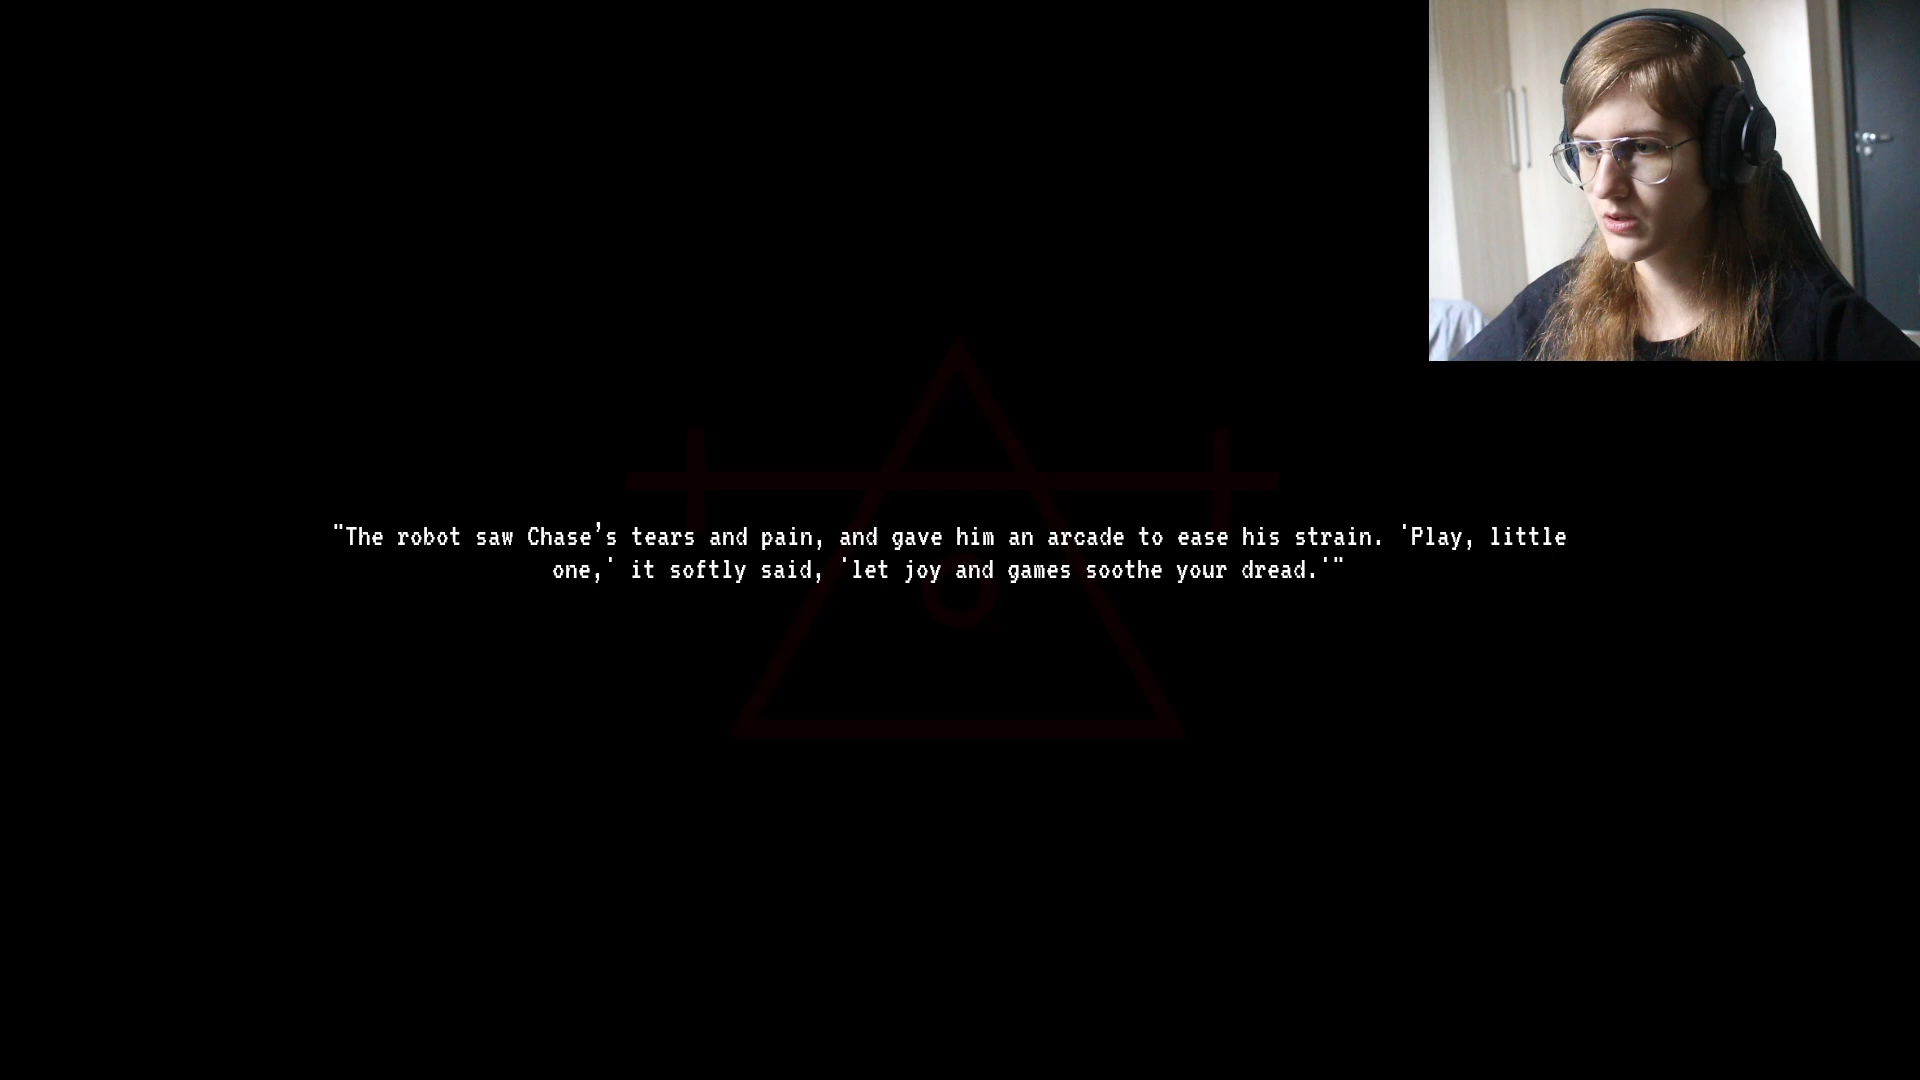 "The robot saw Chase’s tears and pain, and gave him an arcade to ease his strain. 'Play, little
one,' it softly said, 'let joy and games soothe your dread.'"